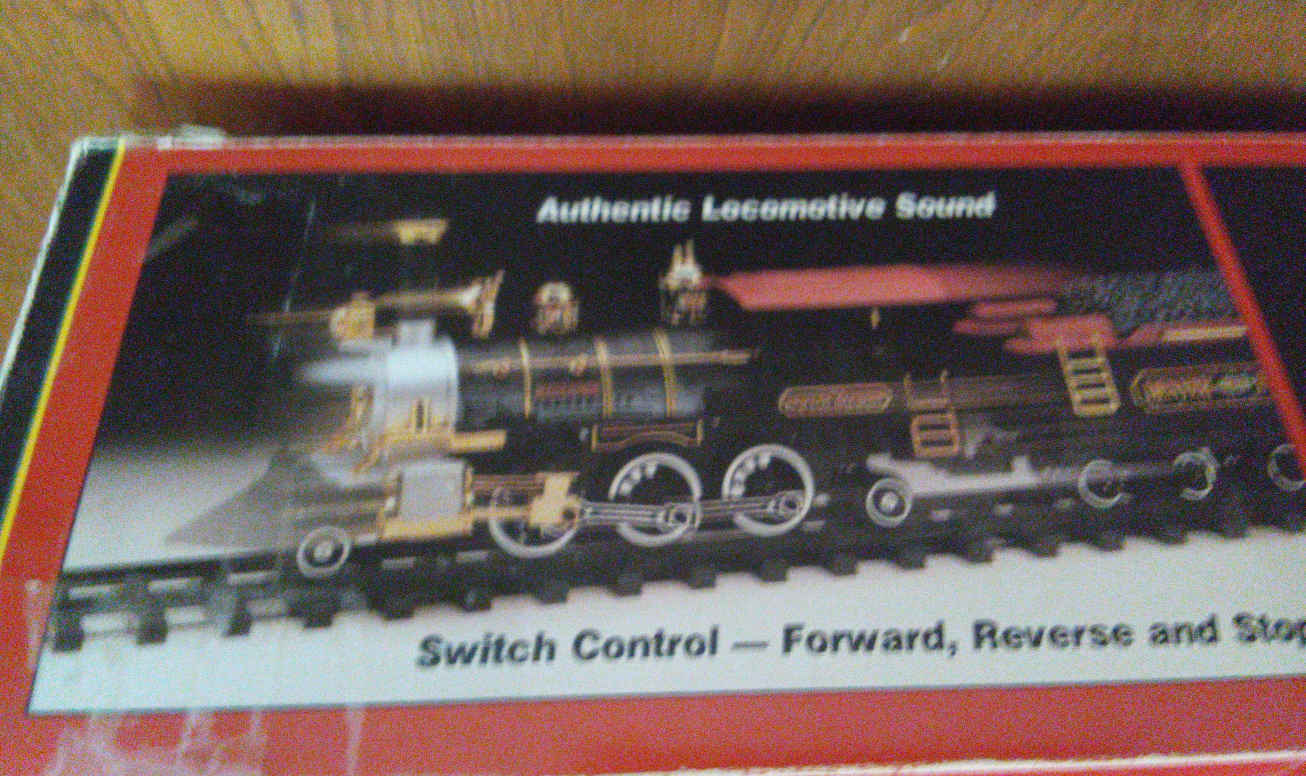 Authentic Locomotive Sound
Switch Control — Forward, Reverse and Stop